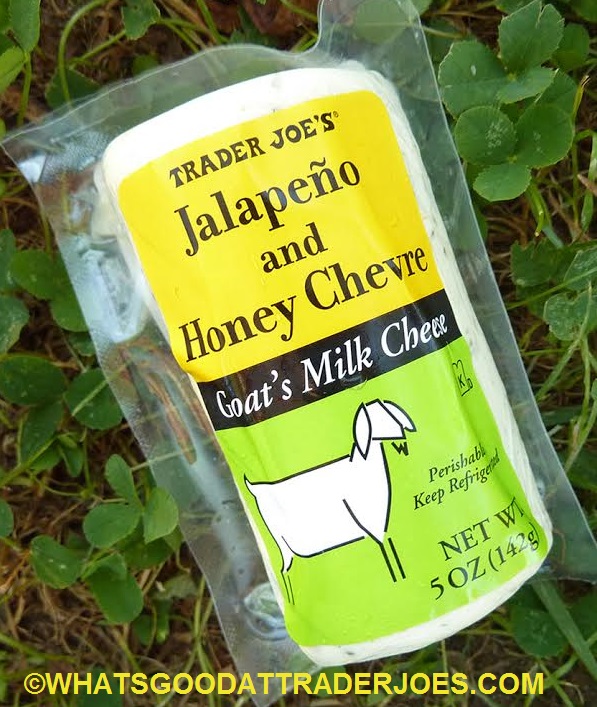 TRADER JOE'S®
Jalapeño
and
Honey Chevre
Goat's Milk Cheese
K
D
Perishable
Keep Refrigerated
NET WT
5 OZ (142g)
©WHATSGOODATTRADERJOES.COM